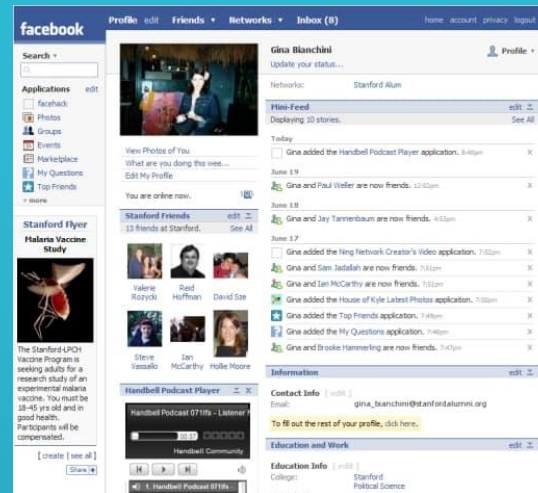 facebook
Profile edit Friends ▾ Networks ▾ Inbox (8)
home account privacy logout
Search ▾
Applications edit
facehack
Photos
Groups
Events
Marketplace
My Questions
Top Friends
▾ more
Stanford Flyer
Malaria Vaccine
Study
The Stanford-LPCH
Vaccine Program is
seeking adults for a
research study of an
experimental malaria
vaccine. You must be
18-45 yrs old and in
good health.
Participants will be
compensated.
[ create | see all ]
Share +
View Photos of You
What are you doing this wee...
Edit My Profile
You are online now.
Stanford Friends edit
13 friends at Stanford. See All
Valerie
Rozycki
Reid
Hoffman
David Sze
Steve
Vassallo
Ian
McCarthy
Hollie Moore
Handbell Podcast Player X
Handbell Podcast 071lfs - Listener
00:17
Handbell Community
1. Handbell Podcast 071lfs -
Gina Bianchini
Update your status...
Profile ▾
Networks: Stanford Alum
Mini-Feed edit
Displaying 10 stories. See All
Today
Gina added the Handbell Podcast Player application. 8:40pm X
June 19
Gina and Paul Weller are now friends. 12:02pm X
June 18
Gina and Jay Tannenbaum are now friends. 4:53pm X
June 17
Gina added the Ning Network Creator's Video application. 7:52pm X
Gina and Sam Jadallah are now friends. 7:51pm X
Gina and Ian McCarthy are now friends. 7:51pm X
Gina added the House of Kyle Latest Photos application. 7:50pm X
Gina added the Top Friends application. 7:48pm X
Gina added the My Questions application. 7:48pm X
Gina and Brooke Hammerling are now friends. 7:47pm X
Information edit
Contact Info [ edit ]
Email: gina_bianchini@stanfordalumni.org
To fill out the rest of your profile, click here.
Education and Work edit
Education Info [ edit ]
College: Stanford
Political Science